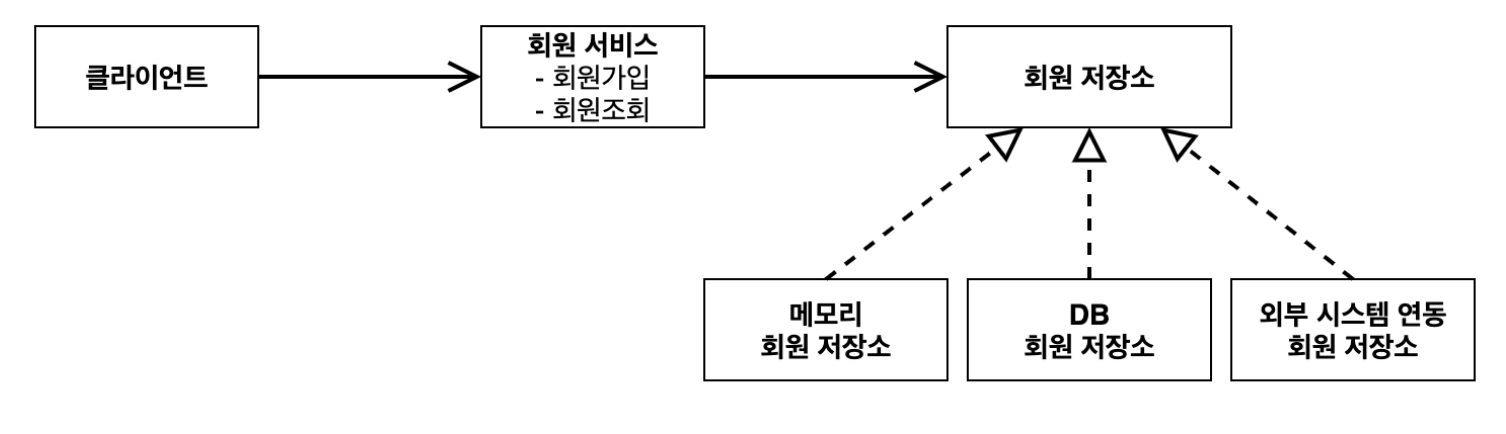 클라이언트
회원 서비스
- 회원가입
- 회원조회
회원 저장소
메모리
회원 저장소
DB
회원 저장소
외부 시스템 연동
회원 저장소